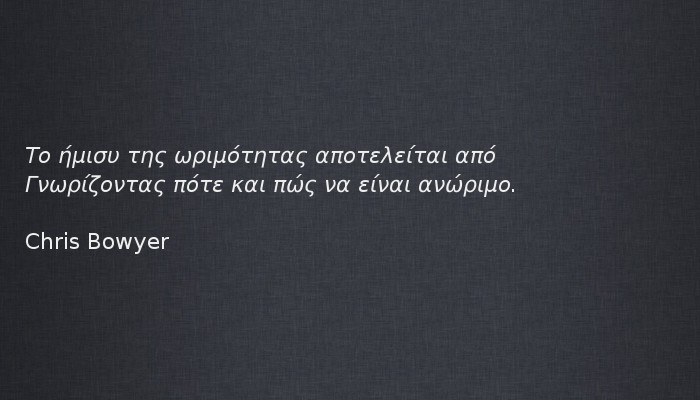 Το ήμισυ της ωριμότητας αποτελείται από
Γνωρίζοντας πότε και πώς να είναι ανώριμο.
Chris Bowyer